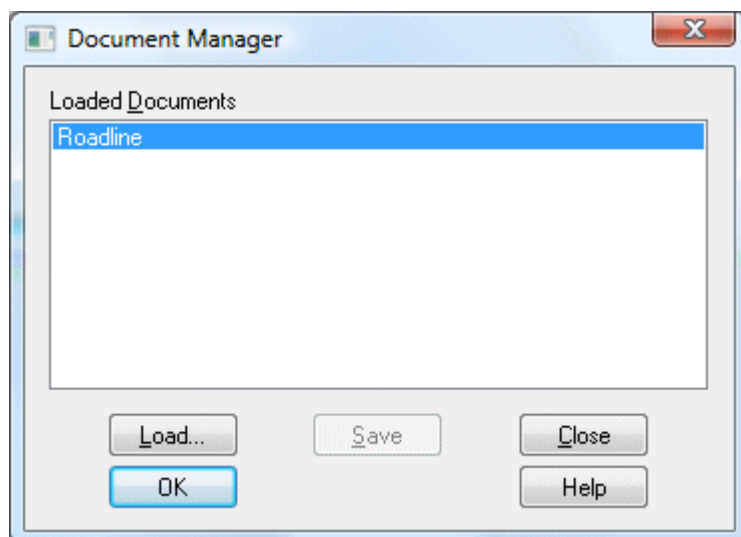 Document Manager
Loaded Documents
Roadline
Load... Save Close
OK Help